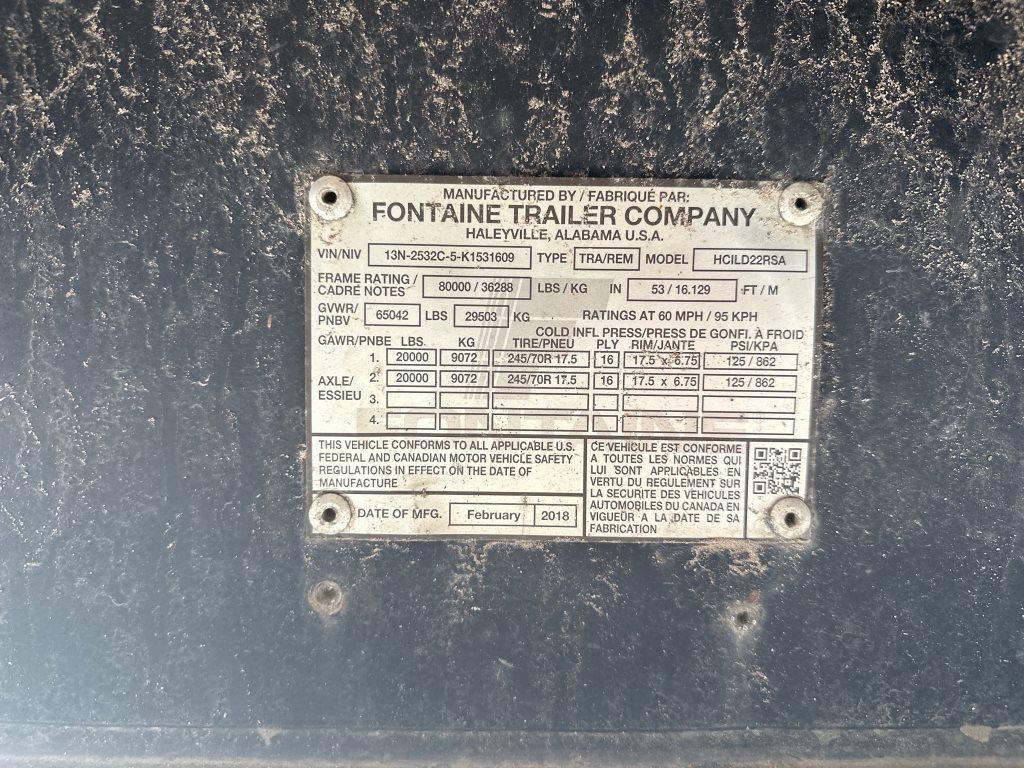 MANUFACTURED BY / FABRIQUÉ PAR:
FONTAINE TRAILER COMPANY
HALEYVILLE, ALABAMA U.S.A.
VIN/NIV 13N-2532C-5-K1531609 TYPE TRA/REM MODEL HCILD22RSA
FRAME RATING / CADRE NOTES 80000 / 36288 LBS / KG IN 53 / 16.129 FT / M
GVWR/ PNBV 65042 LBS 29503 KG RATINGS AT 60 MPH / 95 KPH
COLD INFL PRESS/PRESS DE GONFL. À FROID
GAWR/PNBE LBS. KG TIRE/PNEU PLY RIM/JANTE PSI/KPA
1. 20000 9072 245/70R 17.5 16 17.5 x 6.75 125 / 862
AXLE/ ESSIEU
2. 20000 9072 245/70R 17.5 16 17.5 x 6.75 125 / 862
3.
4.
FONTAINE
THIS VEHICLE CONFORMS TO ALL APPLICABLE U.S.
FEDERAL AND CANADIAN MOTOR VEHICLE SAFETY
REGULATIONS IN EFFECT ON THE DATE OF
MANUFACTURE
DATE OF MFG. February 2018
CE VEHICULE EST CONFORME
A TOUTES LES NORMES QUI
LUI SONT APPLICABLES EN
VERTU DU REGULEMENT SUR
LA SECURITE DES VEHICULES
AUTOMOBILES DU CANADA EN
VIGUEUR A LA DATE DE SA
FABRICATION